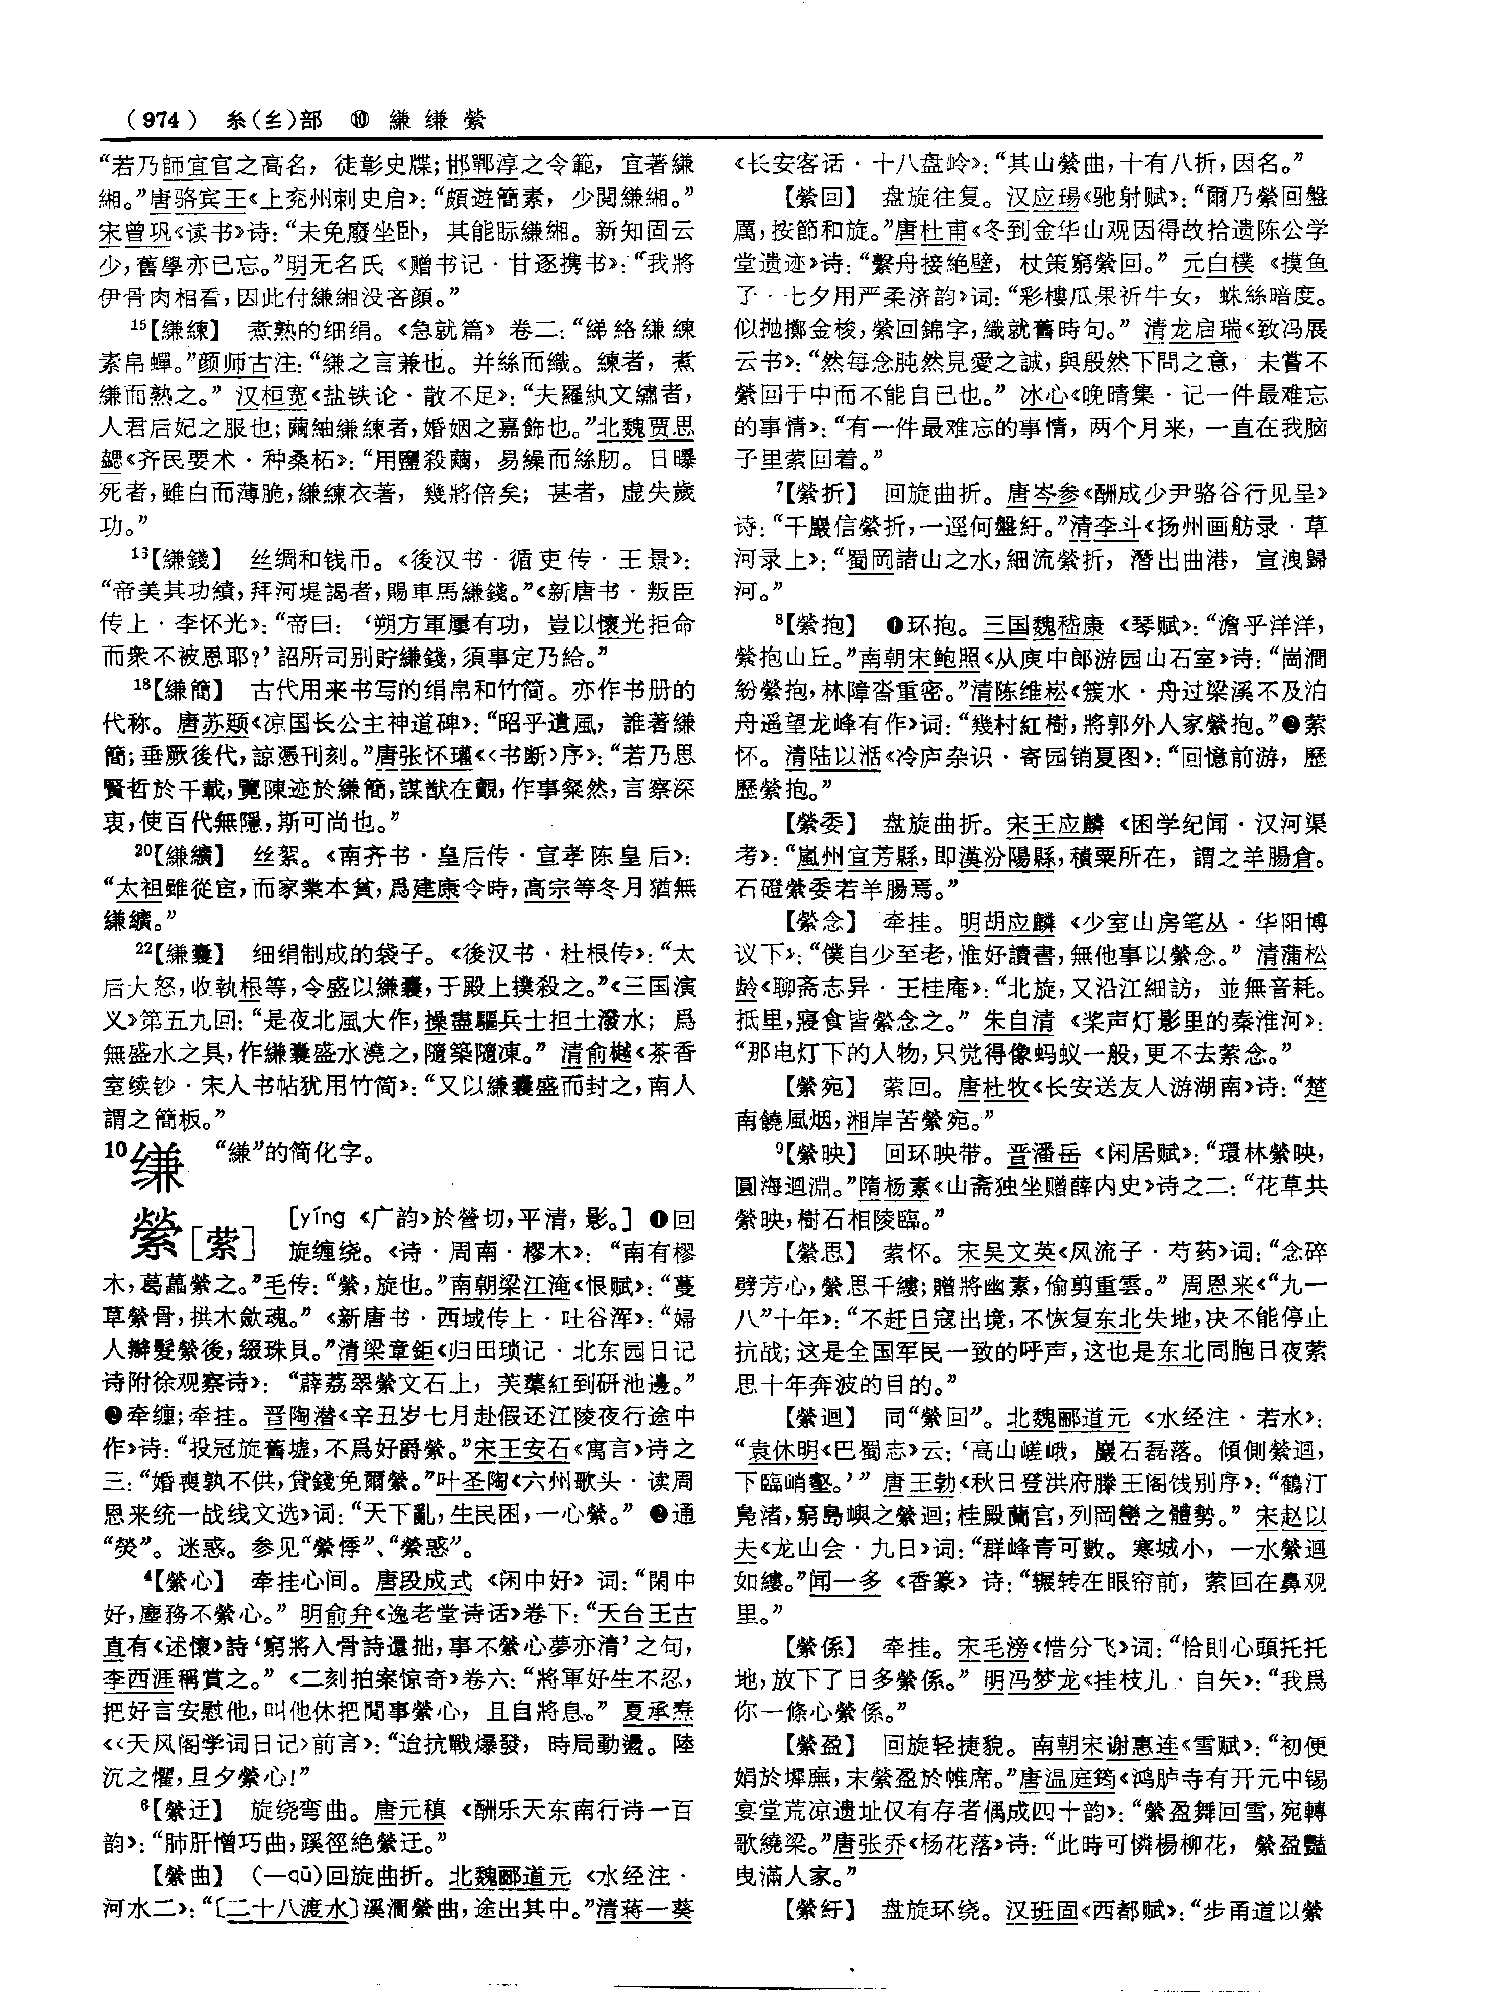 （974） 糸（纟）部 ⑩ 縑 缣 縈
“若乃師宜官之高名，徒彰史牒；邯鄲淳之令範，宜著縑
緗。”唐骆宾王《上兖州刺史启》：“頗遊簡素，少閱縑緗。”
宋曾巩《读书》诗：“未免廢坐卧，其能眎縑緗。新知固云
少，舊學亦已忘。”明无名氏《赠书记·甘逐携书》：“我將
伊骨肉相看，因此付縑緗没吝顔。”
15【縑練】 煮熟的细绢。《急就篇》卷二：“綈絡縑練
素帛蟬。”颜师古注：“縑之言兼也。并絲而織。練者，煮
縑而熟之。”汉桓宽《盐铁论·散不足》：“夫羅紈文繡者，
人君后妃之服也；繭紬縑練者，婚姻之嘉飾也。”北魏贾思
勰《齐民要术·种桑柘》：“用鹽殺繭，易繰而絲肕。日曝
死者，雖白而薄脆，縑練衣著，幾將倍矣；甚者，虚失歲
功。”
13【縑錢】 丝绸和钱币。《後汉书·循吏传·王景》：
“帝美其功績，拜河堤謁者，賜車馬縑錢。”《新唐书·叛臣
传上·李怀光》：“帝曰：‘朔方軍屢有功，豈以懷光拒命
而衆不被恩耶？’詔所司别貯縑錢，須事定乃給。”
18【縑簡】 古代用来书写的绢帛和竹简。亦作书册的
代称。唐苏颋《凉国长公主神道碑》：“昭乎遺風，誰著縑
簡；垂厥後代，諒憑刊刻。”唐张怀瓘《〈书断〉序》：“若乃思
賢哲於千載，覽陳迹於縑簡，謀猷在覿，作事粲然，言察深
衷，使百代無隱，斯可尚也。”
20【縑纊】 丝絮。《南齐书·皇后传·宣孝陈皇后》：
“太祖雖從宦，而家業本貧，爲建康令時，高宗等冬月猶無
縑纊。”
22【縑囊】 细绢制成的袋子。《後汉书·杜根传》：“太
后大怒，收執根等，令盛以縑囊，于殿上撲殺之。”《三国演
义》第五九回：“是夜北風大作，操盡驅兵士担土潑水；爲
無盛水之具，作縑囊盛水澆之，隨築隨凍。”清俞樾《茶香
室续钞·宋人书帖犹用竹简》：“又以縑囊盛而封之，南人
謂之簡板。”
10缣 “縑”的简化字。
縈［萦］ ［yíng 《广韵》於營切，平清，影。］❶回
旋缠绕。《诗·周南·樛木》：“南有樛
木，葛藟縈之。”毛传：“縈，旋也。”南朝梁江淹《恨赋》：“蔓
草縈骨，拱木歛魂。”《新唐书·西域传上·吐谷浑》：“婦
人辮髮縈後，綴珠貝。”清梁章鉅《归田琐记·北东园日记
诗附徐观察诗》：“薜荔翠縈文石上，芙蕖紅到研池邊。”
❷牵缠；牵挂。晋陶潜《辛丑岁七月赴假还江陵夜行途中
作》诗：“投冠旋舊墟，不爲好爵縈。”宋王安石《寓言》诗之
三：“婚喪孰不供，貸錢免爾縈。”叶圣陶《六州歌头·读周
恩来统一战线文选》词：“天下亂，生民困，一心縈。”❸通
“熒”。迷惑。参见“縈悸”、“縈惑”。
4【縈心】 牵挂心间。唐段成式《闲中好》词：“閑中
好，塵務不縈心。”明俞弁《逸老堂诗话》卷下：“天台王古
直有《述懷》詩‘窮將入骨詩還拙，事不縈心夢亦清’之句，
李西涯稱賞之。”《二刻拍案惊奇》卷六：“將軍好生不忍，
把好言安慰他，叫他休把閒事縈心，且自將息。”夏承焘
《〈天风阁学词日记〉前言》：“迨抗戰爆發，時局動盪。陸
沉之懼，旦夕縈心！”
6【縈迂】 旋绕弯曲。唐元稹《酬乐天东南行诗一百
韵》：“肺肝憎巧曲，蹊徑絶縈迂。”
【縈曲】 （—qū）回旋曲折。北魏郦道元《水经注·
河水二》：“〔二十八渡水〕溪澗縈曲，途出其中。”清蒋一葵
《长安客话·十八盘岭》：“其山縈曲，十有八折，因名。”
【縈回】 盘旋往复。汉应瑒《驰射赋》：“爾乃縈回盤
厲，按節和旋。”唐杜甫《冬到金华山观因得故拾遗陈公学
堂遗迹》诗：“繫舟接絶壁，杖策窮縈回。”元白樸《摸鱼
子·七夕用严柔济韵》词：“彩樓瓜果祈牛女，蛛絲暗度。
似抛擲金梭，縈回錦字，織就舊時句。”清龙启瑞《致冯展
云书》：“然每念肫然見愛之誠，與殷然下問之意，未嘗不
縈回于中而不能自已也。”冰心《晚晴集·记一件最难忘
的事情》：“有一件最难忘的事情，两个月来，一直在我脑
子里萦回着。”
7【縈折】 回旋曲折。唐岑参《酬成少尹骆谷行见呈》
诗：“千巖信縈折，一逕何盤紆。”清李斗《扬州画舫录·草
河录上》：“蜀岡諸山之水，細流縈折，潛出曲港，宣洩歸
河。”
8【縈抱】 ❶环抱。三国魏嵇康《琴赋》：“澹乎洋洋，
縈抱山丘。”南朝宋鲍照《从庾中郎游园山石室》诗：“崗澗
紛縈抱，林障沓重密。”清陈维崧《簇水·舟过梁溪不及泊
舟遥望龙峰有作》词：“幾村紅樹，將郭外人家縈抱。”❷萦
怀。清陆以湉《冷庐杂识·寄园销夏图》：“回憶前游，歷
歷縈抱。”
【縈委】 盘旋曲折。宋王应麟《困学纪闻·汉河渠
考》：“嵐州宜芳縣，即漢汾陽縣，積粟所在，謂之羊腸倉。
石磴縈委若羊腸焉。”
【縈念】 牵挂。明胡应麟《少室山房笔丛·华阳博
议下》：“僕自少至老，惟好讀書，無他事以縈念。”清蒲松
龄《聊斋志异·王桂庵》：“北旋，又沿江細訪，並無音耗。
抵里，寢食皆縈念之。”朱自清《桨声灯影里的秦淮河》：
“那电灯下的人物，只觉得像蚂蚁一般，更不去萦念。”
【縈宛】 萦回。唐杜牧《长安送友人游湖南》诗：“楚
南饒風烟，湘岸苦縈宛。”
9【縈映】 回环映带。晋潘岳《闲居赋》：“環林縈映，
圓海迴淵。”隋杨素《山斋独坐赠薛内史》诗之二：“花草共
縈映，樹石相陵臨。”
【縈思】 萦怀。宋吴文英《风流子·芍药》词：“念碎
劈芳心，縈思千縷；贈將幽素，偷剪重雲。”周恩来《“九一
八”十年》：“不赶日寇出境，不恢复东北失地，决不能停止
抗战；这是全国军民一致的呼声，这也是东北同胞日夜萦
思十年奔波的目的。”
【縈迴】 同“縈回”。北魏郦道元《水经注·若水》：
“袁休明《巴蜀志》云：‘高山嵯峨，巖石磊落。傾側縈迴，
下臨峭壑。’”唐王勃《秋日登洪府滕王阁饯别序》：“鶴汀
鳧渚，窮島嶼之縈迴；桂殿蘭宫，列岡巒之體勢。”宋赵以
夫《龙山会·九日》词：“群峰青可數。寒城小，一水縈迴
如縷。”闻一多《香篆》诗：“辗转在眼帘前，萦回在鼻观
里。”
【縈係】 牵挂。宋毛滂《惜分飞》词：“恰則心頭托托
地，放下了日多縈係。”明冯梦龙《挂枝儿·自矢》：“我爲
你一條心縈係。”
【縈盈】 回旋轻捷貌。南朝宋谢惠连《雪赋》：“初便
娟於墀廡，末縈盈於帷席。”唐温庭筠《鸿胪寺有开元中锡
宴堂荒凉遗址仅有存者偶成四十韵》：“縈盈舞回雪，宛轉
歌繞梁。”唐张乔《杨花落》诗：“此時可憐楊柳花，縈盈豔
曳滿人家。”
【縈紆】 盘旋环绕。汉班固《西都赋》：“步甬道以縈